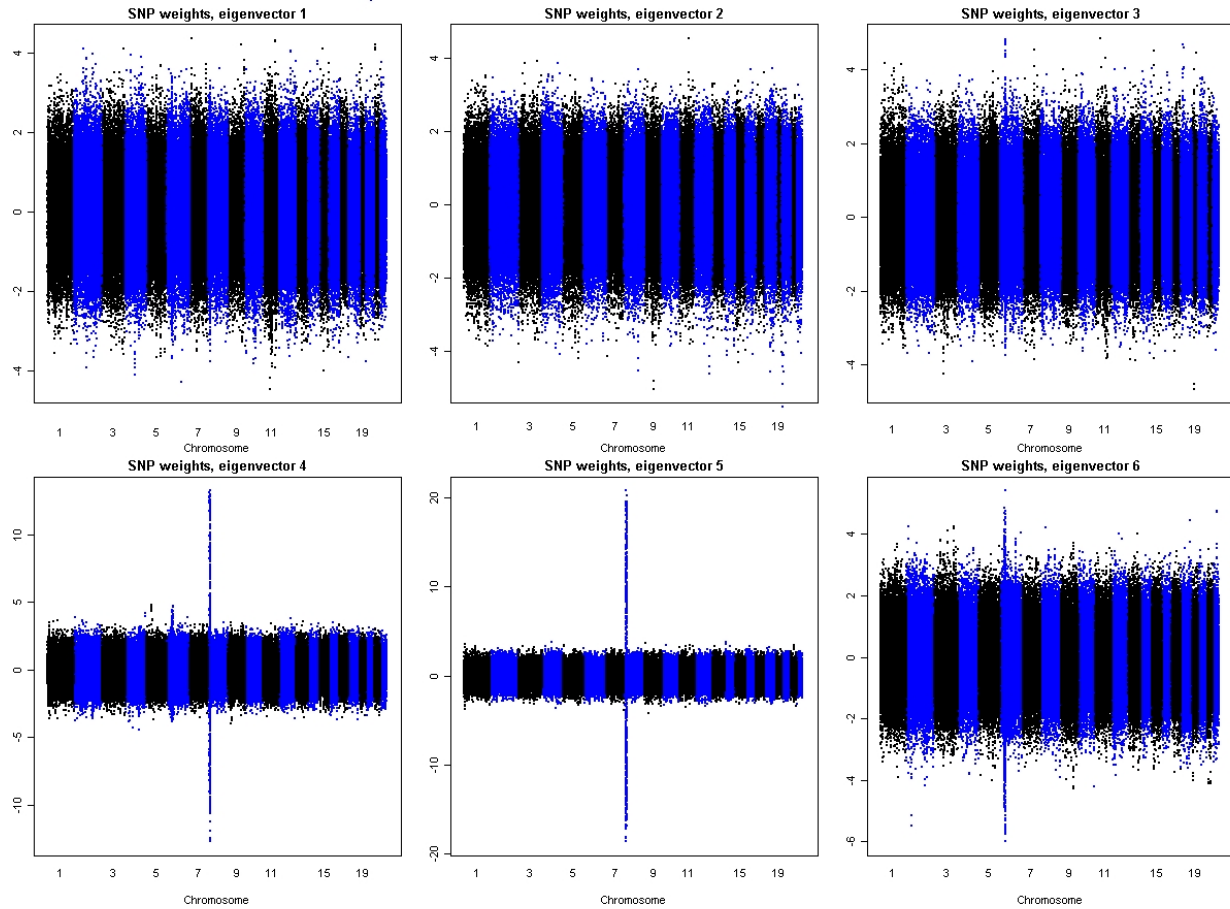 SNP weights, eigenvector 1
4
2
0
-2
-4
1 3 5 7 9 11 15 19
Chromosome
SNP weights, eigenvector 2
4
2
0
-2
-4
1 3 5 7 9 11 15 19
Chromosome
SNP weights, eigenvector 3
4
2
0
-2
-4
1 3 5 7 9 11 15 19
Chromosome
SNP weights, eigenvector 4
10
5
0
-5
-10
1 3 5 7 9 11 15 19
Chromosome
SNP weights, eigenvector 5
20
10
0
-10
-20
1 3 5 7 9 11 15 19
Chromosome
SNP weights, eigenvector 6
4
2
0
-2
-4
-6
1 3 5 7 9 11 15 19
Chromosome